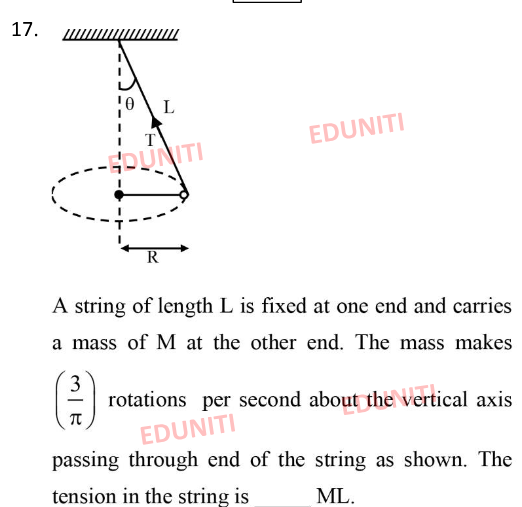 17.
θ L
T
EDUNITI
EDUNITI
R
A string of length L is fixed at one end and carries
a mass of M at the other end. The mass makes
(3/π) rotations per second about the vertical axis
EDUNITI
EDUNITI
passing through end of the string as shown. The
tension in the string is ______ ML.